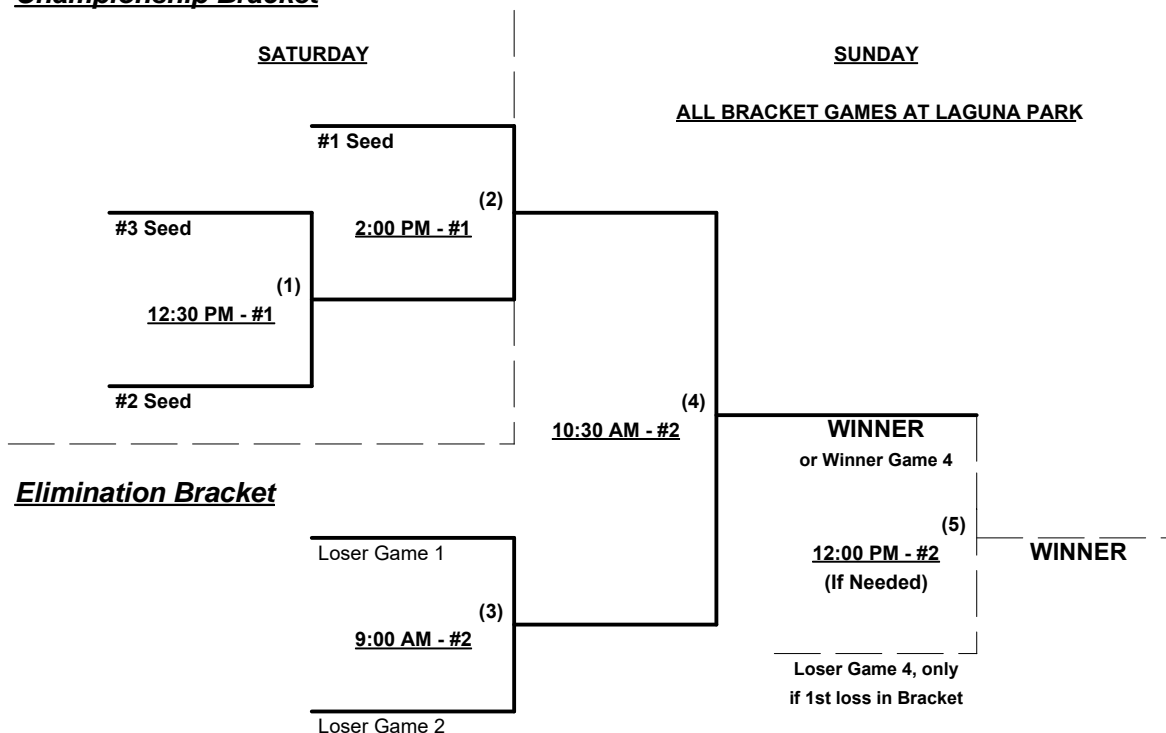 Championship Bracket
SATURDAY
SUNDAY
ALL BRACKET GAMES AT LAGUNA PARK
#1 Seed
(2)
#3 Seed
2:00 PM - #1
(1)
12:30 PM - #1
#2 Seed
(4)
10:30 AM - #2
WINNER
or Winner Game 4
Elimination Bracket
(5)
Loser Game 1
12:00 PM - #2
WINNER
(If Needed)
(3)
9:00 AM - #2
Loser Game 4, only
if 1st loss in Bracket
Loser Game 2